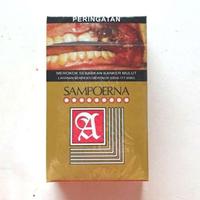 PERINGATAN
MEROKOK SEBABKAN KANKER MULUT
SAMPOERNA
A